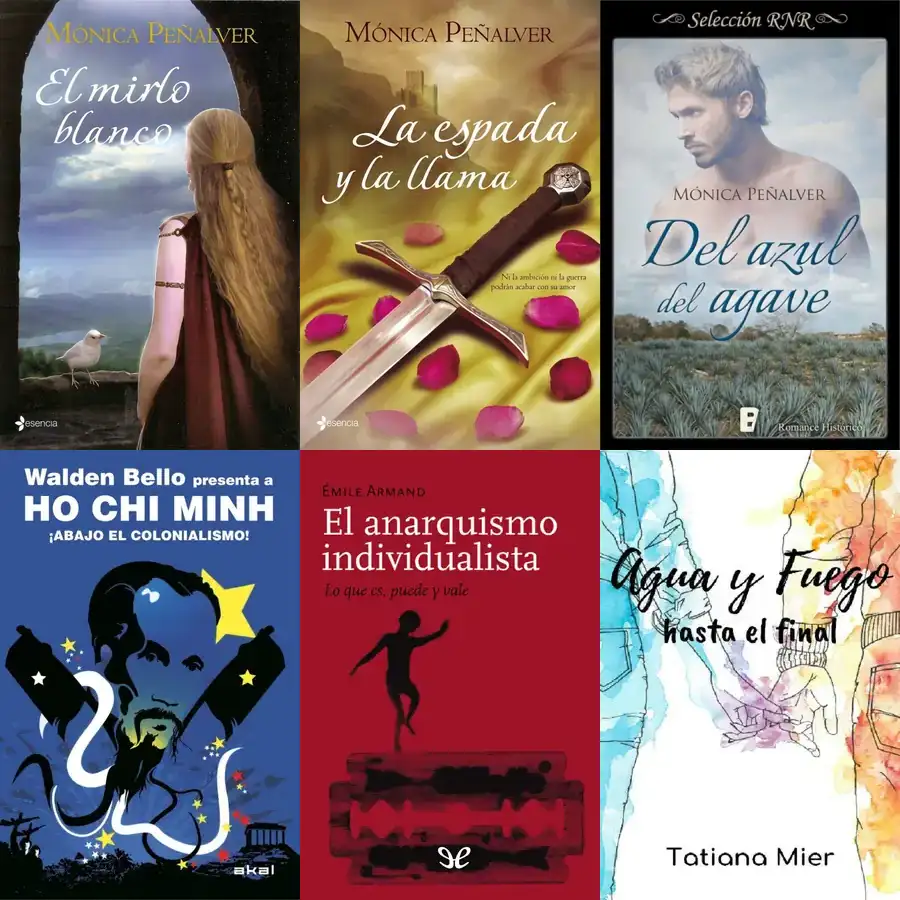 MÓNICA PEÑALVER
El mirlo
blanco
esencia
MÓNICA PEÑALVER
La espada
y la llama
Ni la ambición ni la guerra
podrán acabar con su amor
esencia
Selección RNR
MÓNICA PEÑALVER
Del azul
del agave
B
Romance Histórico
Walden Bello presenta a
HO CHI MINH
¡ABAJO EL COLONIALISMO!
akal
ÉMILE ARMAND
El anarquismo
individualista
Lo que es, puede y vale
Agua y Fuego
hasta el final
Tatiana Mier